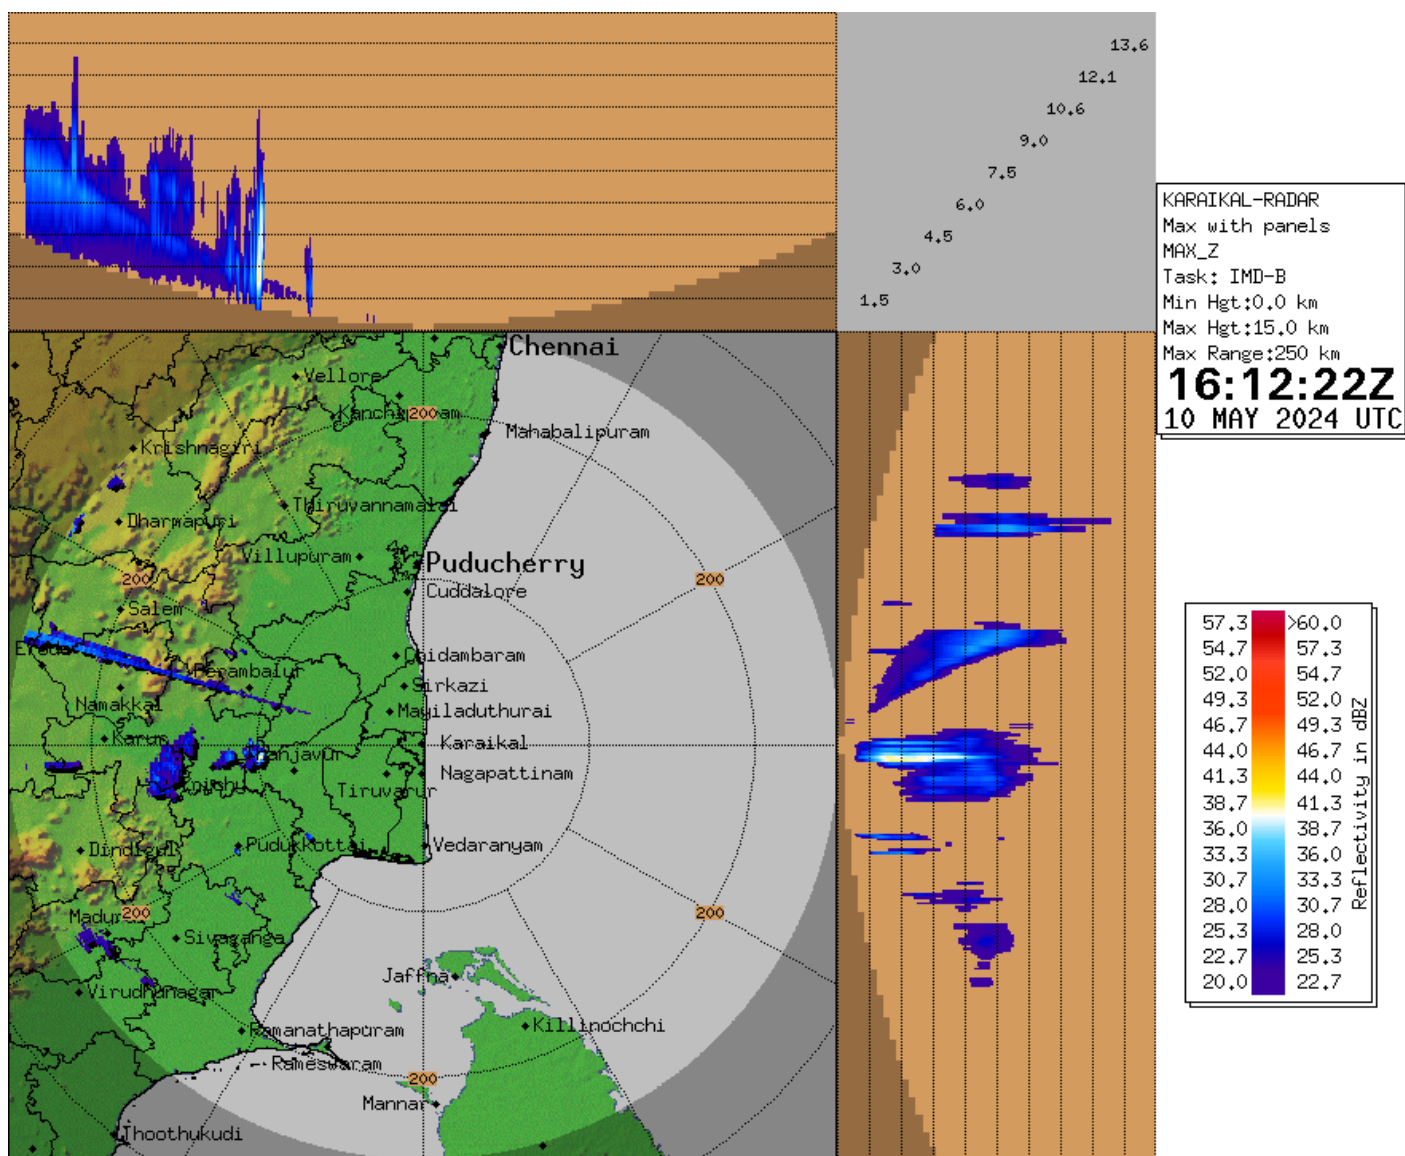 13.6
12.1
10.6
9.0
7.5
6.0
4.5
3.0
1.5
KARAIKAL-RADAR
Max with panels
MAX_Z
Task: IMD-B
Min Hgt:0.0 km
Max Hgt:15.0 km
Max Range:250 km
16:12:22Z
10 MAY 2024 UTC
Chennai
Vellore
200
Mahabalipuram
Krishnagiri
Thiruvannamalai
Dharmapuri
Villupuram
Puducherry
200
200
Cuddalore
Salem
Chidambaram
Perambalur
Sirkazi
Namakkal
Mayiladuthurai
Karur
Karaikal
Nagapattinam
Tiruvarur
Dindigul
Pudukkottai
Vedaranyam
200
200
Sivaganga
Jaffna
Virudhunagar
Ramanathapuram
Killinochchi
Rameswaram
200
Mannar
Thoothukudi
57.3 >60.0
54.7 57.3
52.0 54.7
49.3 52.0
46.7 49.3
44.0 46.7
41.3 44.0
38.7 41.3
36.0 38.7
33.3 36.0
30.7 33.3
28.0 30.7
25.3 28.0
22.7 25.3
20.0 22.7
Reflectivity in dBZ